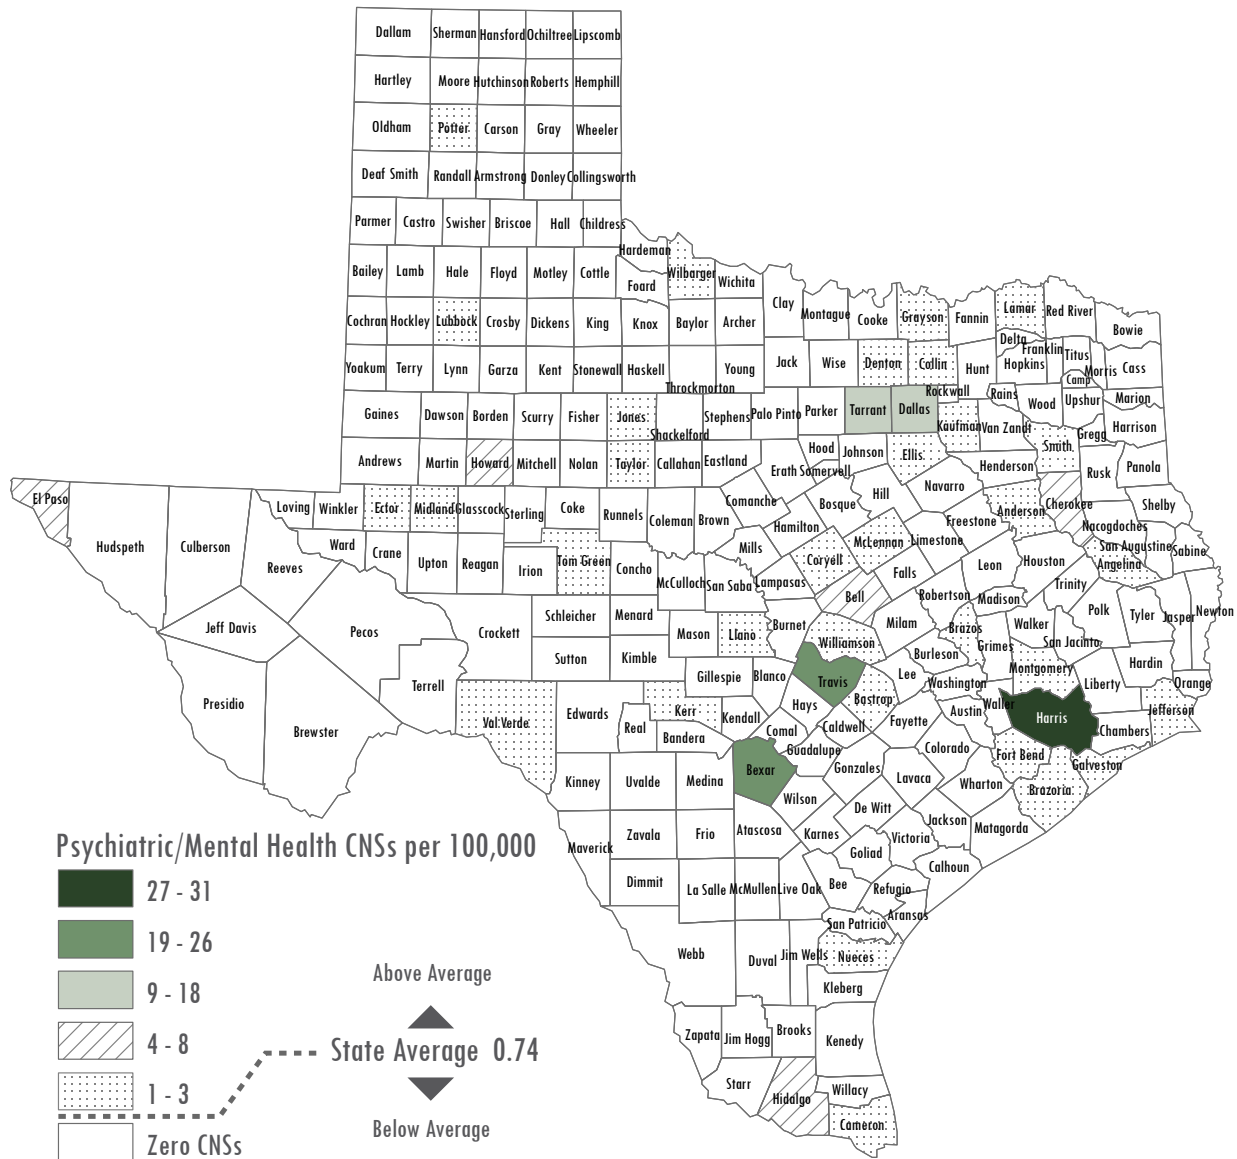 Dallam Sherman Hansford Ochiltree Lipscomb
Hartley Moore Hutchinson Roberts Hemphill
Oldham Potter Carson Gray Wheeler
Deaf Smith Randall Armstrong Donley Collingsworth
Parmer Castro Swisher Briscoe Hall Childress
Hardeman
Bailey Lamb Hale Floyd Motley Cottle Foard Wilbarger Wichita
Clay Montague Cooke Grayson Fannin Lamar Red River Bowie
Cochran Hockley Lubbock Crosby Dickens King Knox Baylor Archer
Delta Franklin Titus Morris Cass
Jack Wise Denton Collin Hunt Hopkins Camp
Yoakum Terry Lynn Garza Kent Stonewall Haskell Throckmorton Young
Rockwall Rains Wood Upshur Marion
Gaines Dawson Borden Scurry Fisher Jones Shackelford Stephens Palo Pinto Parker Tarrant Dallas
Kaufman Van Zandt Smith Gregg Harrison
Andrews Martin Howard Mitchell Nolan Taylor Callahan Eastland
Hood Johnson Ellis Henderson Rusk Panola
Erath Somervell
El Paso Hudspeth Culberson
Loving Winkler Ector Midland Glasscock Sterling Coke Runnels Coleman Brown Comanche
Bosque Hill Navarro Anderson Cherokee Shelby
Hamilton Freestone Nacogdoches
Reeves Ward Crane Upton Reagan Irion Tom Green Concho McCulloch San Saba Mills
Lampasas Coryell McLennan Limestone
San Augustine Sabine
Leon Houston Angelina
Bell Falls Trinity
Robertson Madison Polk Tyler Jasper Newton
Jeff Davis Pecos Crockett Schleicher Menard
Mason Llano Burnet Williamson Milam Brazos Grimes Walker San Jacinto
Sutton Kimble
Burleson Montgomery Hardin
Presidio Brewster Terrell
Gillespie Blanco Travis Lee Washington Liberty Orange
Val Verde Edwards Real Kerr Kendall Hays Bastrop
Bandera Comal Caldwell Fayette Austin Waller Harris Chambers Jefferson
Guadalupe Colorado Fort Bend Galveston
Kinney Uvalde Medina Bexar Gonzales Lavaca Wharton Brazoria
Wilson De Witt
Maverick Zavala Frio Atascosa Karnes Jackson Matagorda
Victoria Goliad Calhoun
Dimmit La Salle McMullen Live Oak Bee Refugio
Aransas
San Patricio
Webb Duval Jim Wells Nueces
Kleberg
Zapata Jim Hogg Brooks Kenedy
Starr Hidalgo Willacy
Cameron
Psychiatric/Mental Health CNSs per 100,000
27 - 31
19 - 26
9 - 18
4 - 8
1 - 3
Zero CNSs
Above Average
State Average 0.74
Below Average